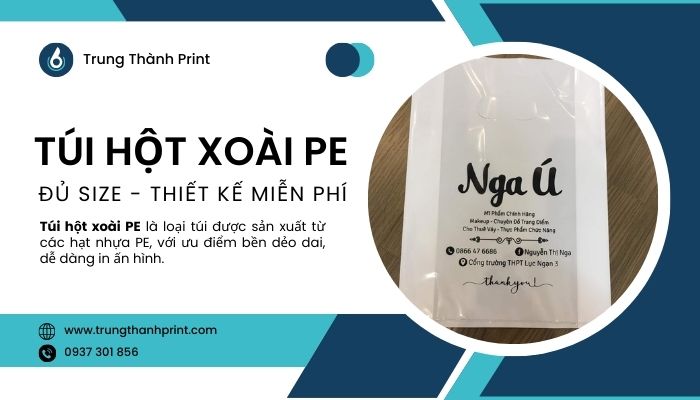 Trung Thành Print
TÚI HỘT XOÀI PE
ĐỦ SIZE - THIẾT KẾ MIỄN PHÍ
Túi hột xoài PE là loại túi được sản xuất từ
các hạt nhựa PE, với ưu điểm bền dẻo dai,
dễ dàng in ấn hình.
www.trungthanhprint.com
0937 301 856
Nga Ú
Mĩ Phẩm Chính Hãng
Makeup - Chuyên Đồ Trang Điểm
Cho Thuê Váy - Thực Phẩm Chức Năng
0866 47 6686 Nguyễn Thị Nga
Cổng trường THPT Lục Ngạn 3
thankyou!